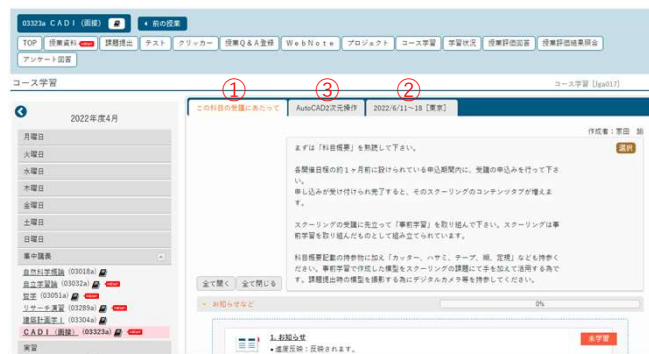 03323a ＣＡＤⅠ（面接）
前の授業
TOP
授業資料
課題提出
テスト
クリッカー
授業Ｑ＆Ａ登録
ＷｅｂＮｏｔｅ
プロジェクト
コース学習
学習状況
授業評価回答
授業評価結果照会
アンケート回答
コース学習
コース学習 [lga017]
①
③
②
この科目の受講にあたって
AutoCAD2次元操作
2022/6/11～18［東京］
2022年度4月
月曜日
火曜日
水曜日
木曜日
金曜日
土曜日
日曜日
集中講義
自然科学概論 (03018a)
自立学習論 (03032a)
哲学 (03051a)
リサーチ演習 (03289a)
建築計画学Ⅰ (03304a)
ＣＡＤⅠ（面接） (03323a)
実習
作成者：家田 諭
まずは「科目概要」を熟読して下さい。
選択
各開催日程の約1ヶ月前に設けられている申込期間内に、受講の申込みを行って下さ
い。
申し込みが受け付けられ完了すると、そのスクーリングのコンテンツタブが増えま
す。
スクーリングの受講に先立って「事前学習」を取り組んで下さい。スクーリングは事
前学習を取り組んだものとして組み立てられています。
科目概要記載の持参物に加え「カッター、ハサミ、テープ、糊、定規」なども持参く
ださい。事前学習で作成した模型をスクーリングの課題にて手を加えて活用する為で
す。課題提出時の模型を撮影する為にデジタルカメラ等を持参してください。
全て開く
全て閉じる
お知らせなど
0%
1. お知らせ
未学習
進度反映：反映されます。